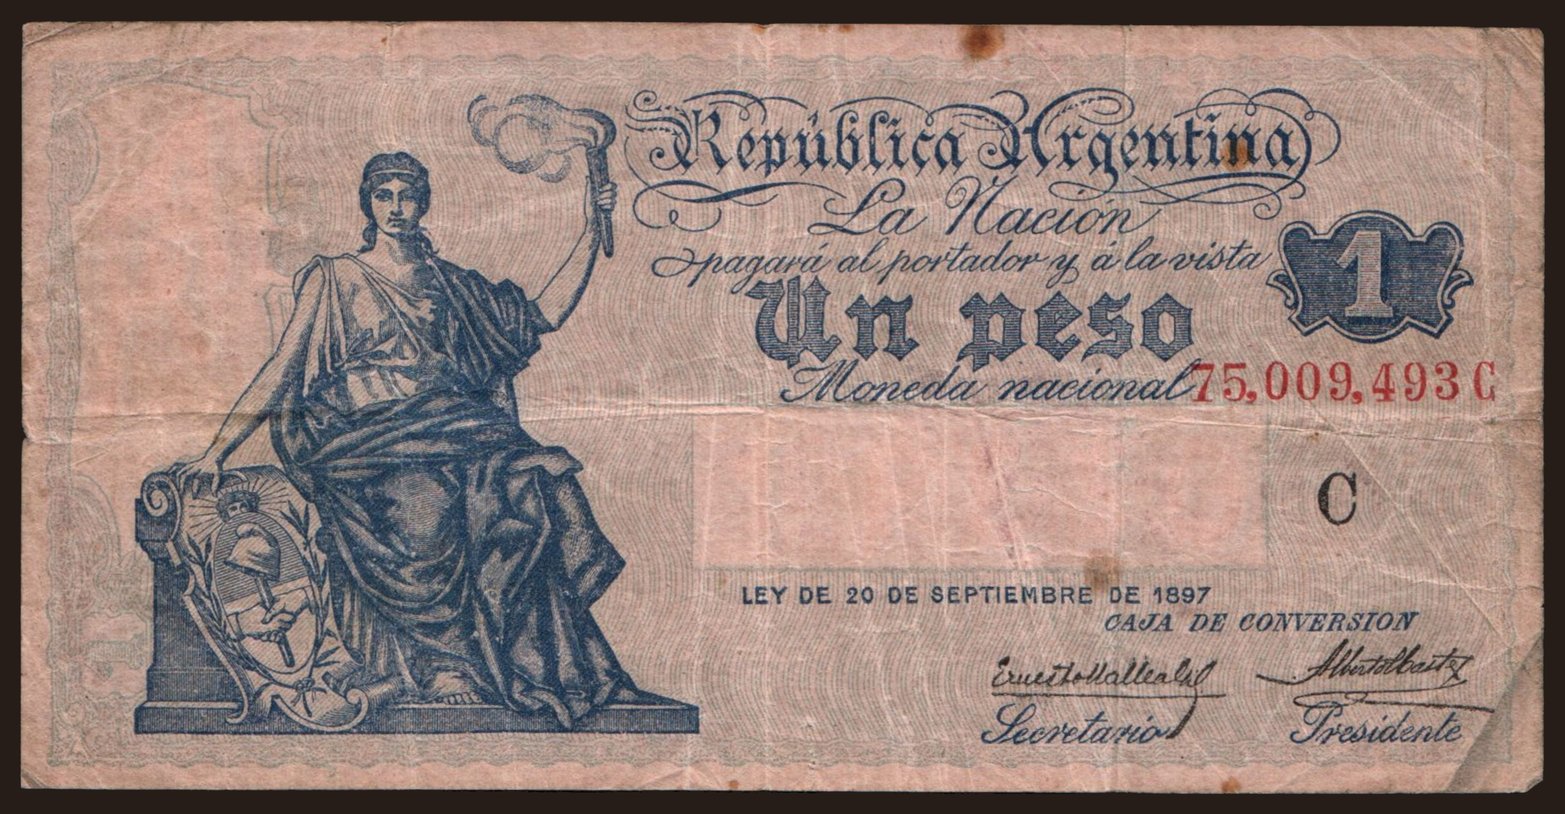 República Argentina
La Nación
pagará al portador y á la vista
1
Un peso
Moneda nacional
75,009,493 C
C
LEY DE 20 DE SEPTIEMBRE DE 1897
CAJA DE CONVERSION
Secretario
Presidente